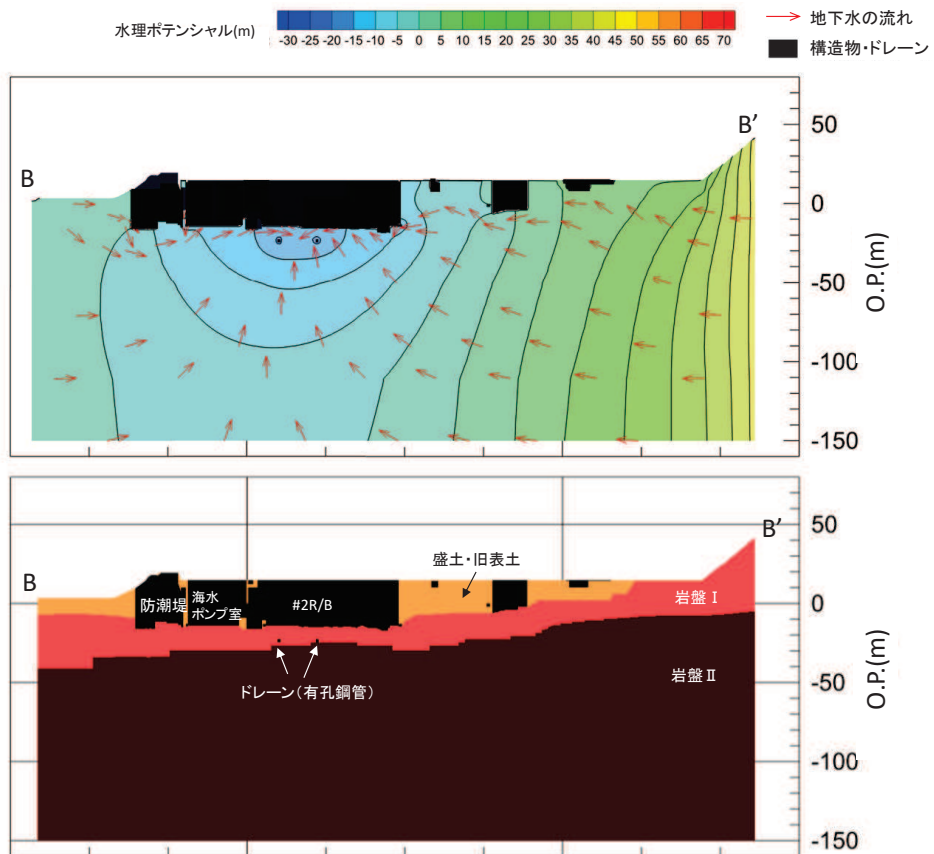 水理ポテンシャル(m)
-30 -25 -20 -15 -10 -5 0 5 10 15 20 25 30 35 40 45 50 55 60 65 70
地下水の流れ
構造物・ドレーン
B
B’
50
0
-50
-100
-150
O.P.(m)
B
B’
盛土・旧表土
防潮堤
海水
ポンプ室
#2R/B
岩盤Ⅰ
ドレーン(有孔鋼管)
岩盤Ⅱ
50
0
-50
-100
-150
O.P.(m)